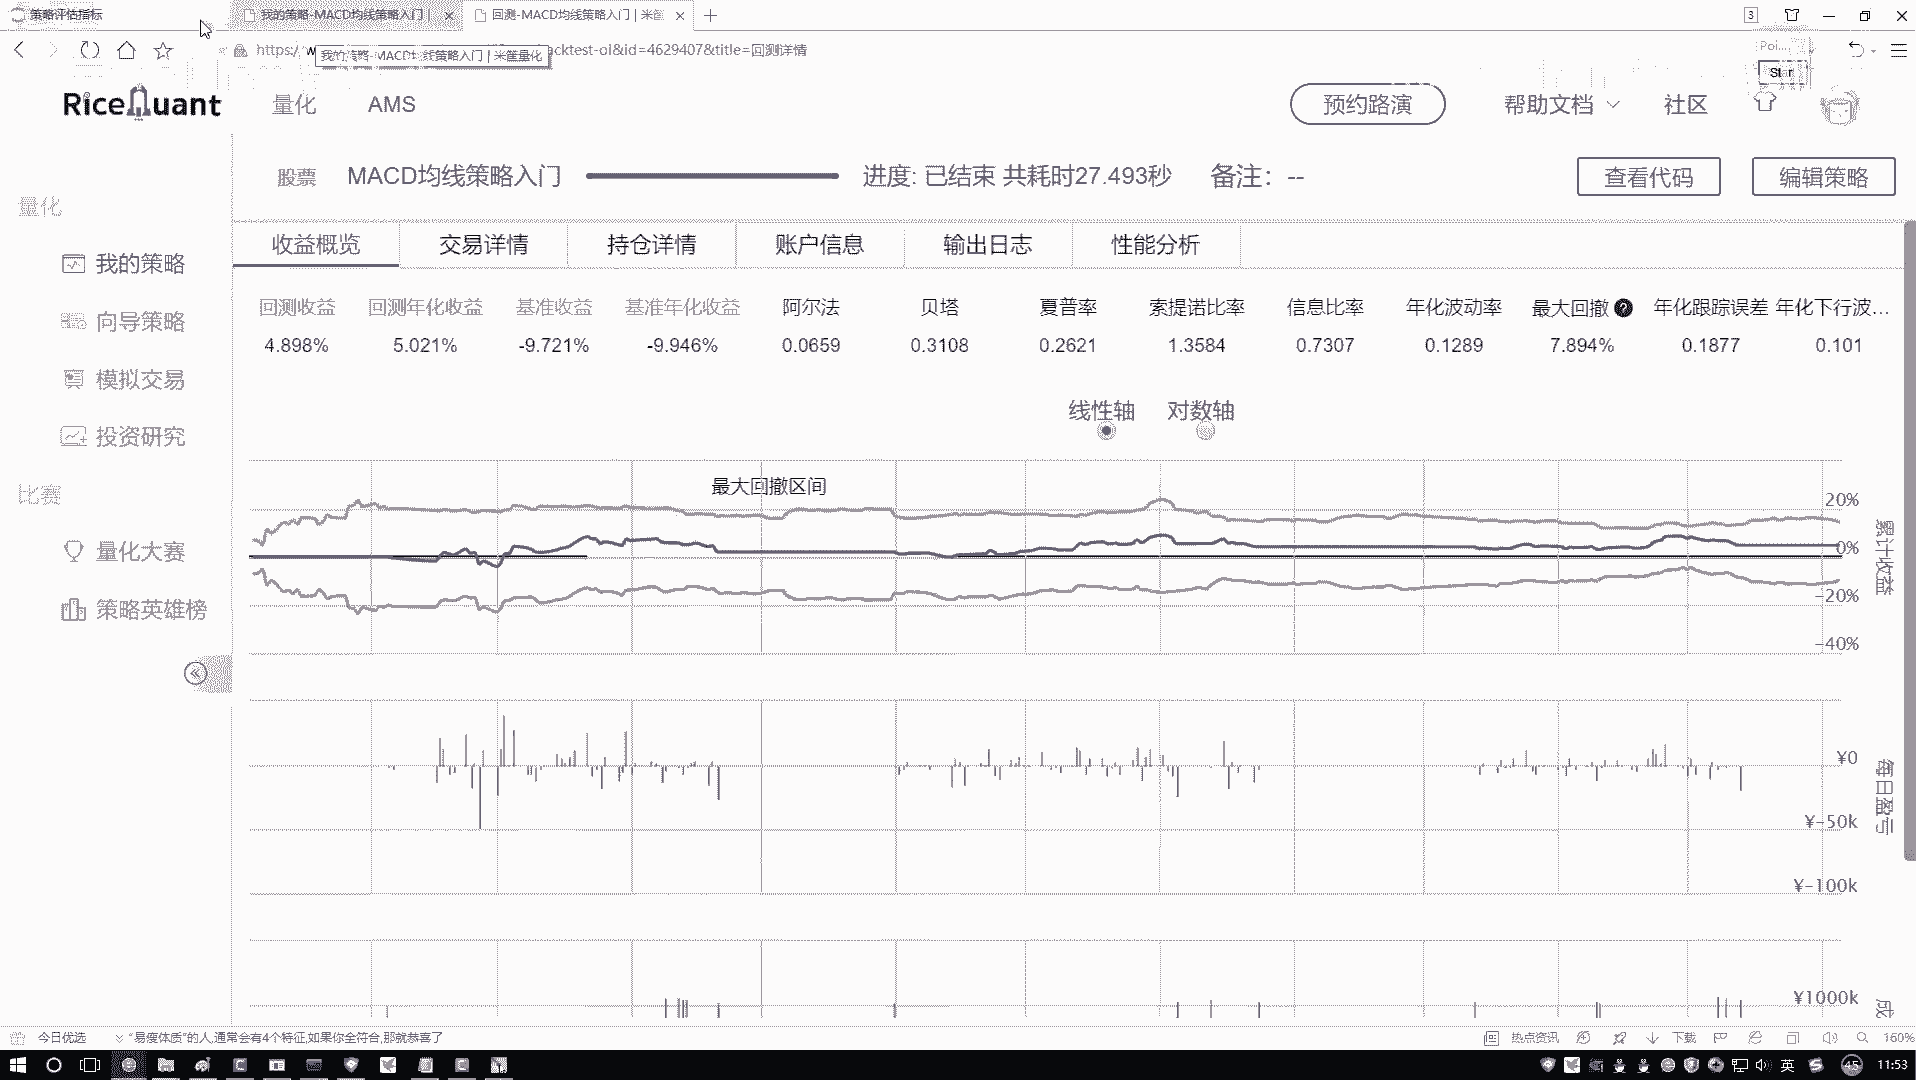 策略评估指标
我的策略-MACD均线策略入门 |
回测-MACD均线策略入门 | 米筐
3
https://w
acktest-ol&id=4629407&title=回测详情
我的策略-MACD均线策略入门 | 米筐量化
Poi...
Start
RiceQuant
量化
AMS
预约路演
帮助文档
社区
股票
MACD均线策略入门
进度: 已结束 共耗时27.493秒
备注： --
查看代码
编辑策略
量化
我的策略
向导策略
模拟交易
投资研究
比赛
量化大赛
策略英雄榜
收益概览
交易详情
持仓详情
账户信息
输出日志
性能分析
回测收益 回测年化收益 基准收益 基准年化收益 阿尔法 贝塔 夏普率 索提诺比率 信息比率 年化波动率 最大回撤 ? 年化跟踪误差 年化下行波...
4.898% 5.021% -9.721% -9.946% 0.0659 0.3108 0.2621 1.3584 0.7307 0.1289 7.894% 0.1877 0.101
线性轴 对数轴
最大回撤区间
20%
0%
-20%
-40%
累计收益
¥0
¥-50k
¥-100k
每日盈亏
¥1000k
成
今日优选
“易瘦体质”的人,通常会有4个特征,如果你全符合,那就恭喜了
热点资讯
下载
160%
英
45
11:53